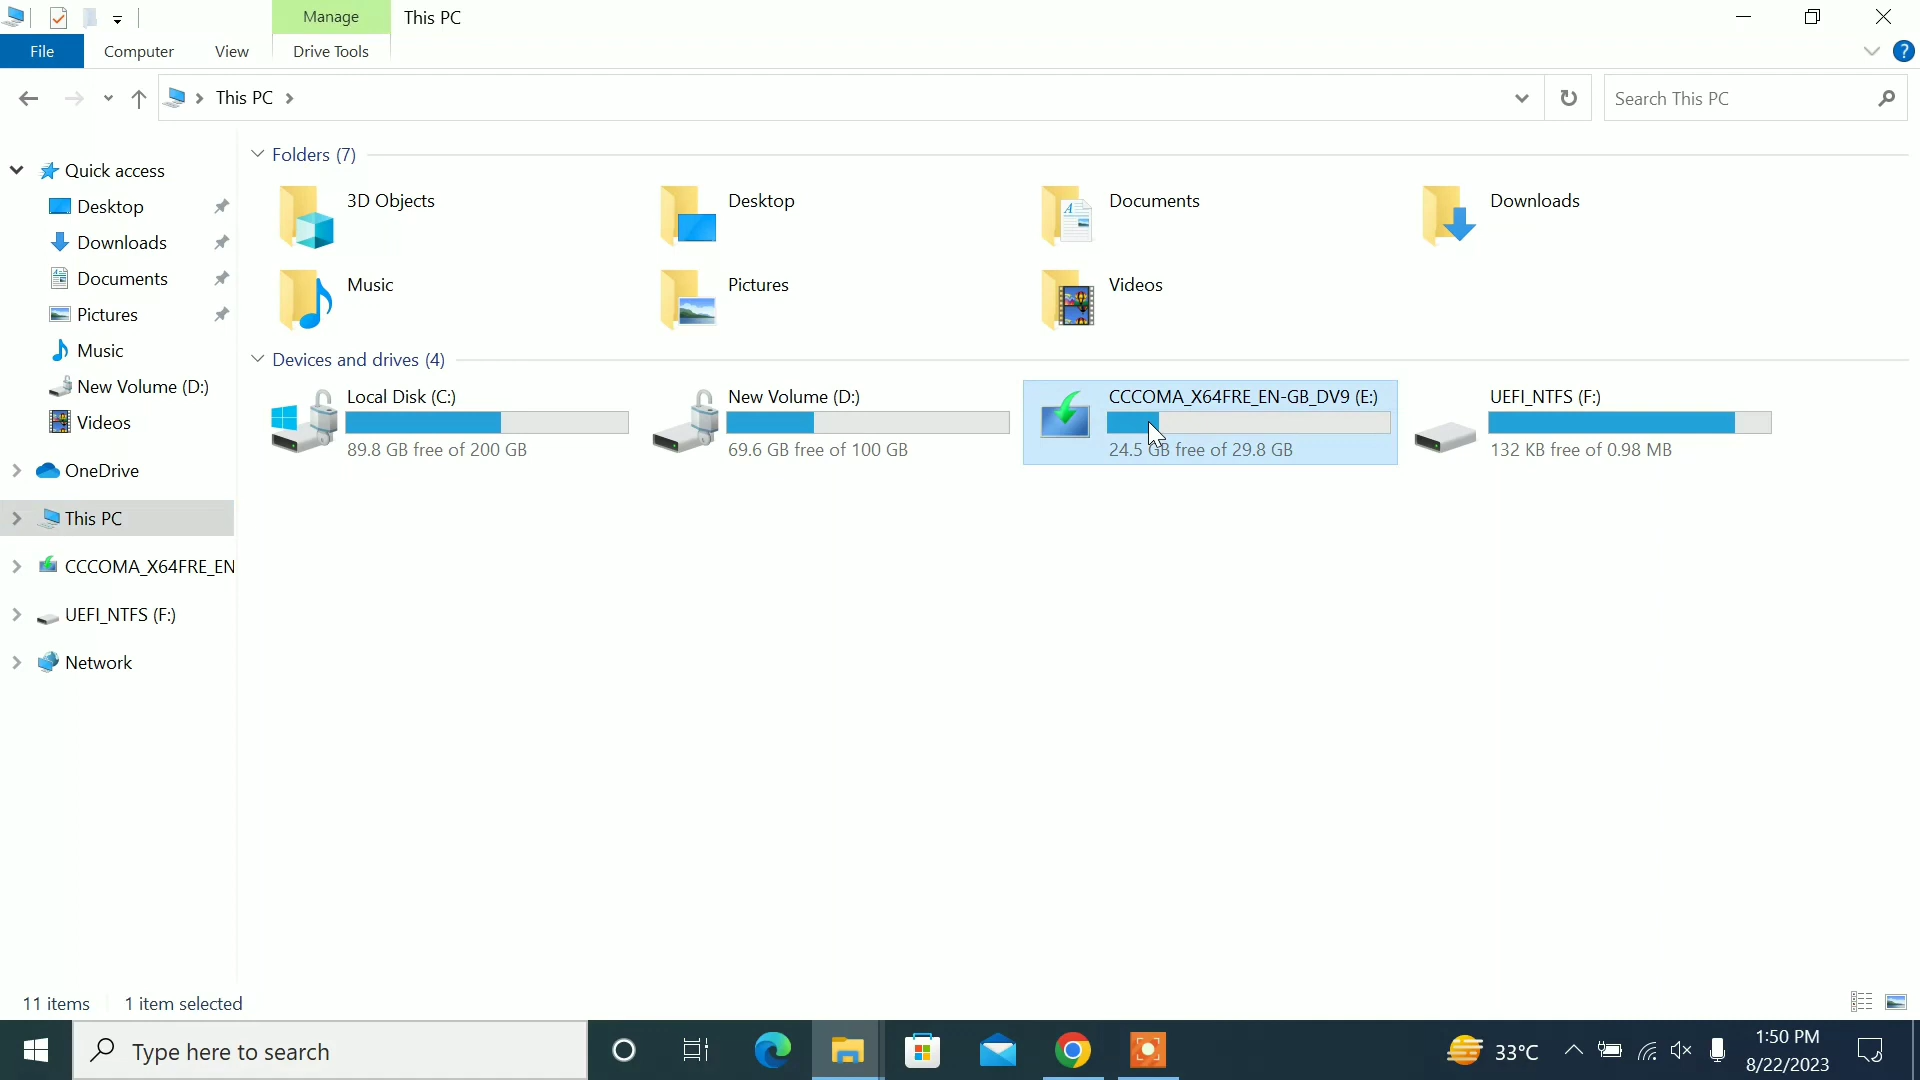 Manage
This PC
File
Computer
View
Drive Tools
This PC
Search This PC
Quick access
Desktop
Downloads
Documents
Pictures
Music
New Volume (D:)
Videos
OneDrive
This PC
CCCOMA_X64FRE_EN
UEFI_NTFS (F:)
Network
Folders (7)
3D Objects
Desktop
Documents
Downloads
Music
Pictures
Videos
Devices and drives (4)
Local Disk (C:)
89.8 GB free of 200 GB
New Volume (D:)
69.6 GB free of 100 GB
CCCOMA_X64FRE_EN-GB_DV9 (E:)
24.5 GB free of 29.8 GB
UEFI_NTFS (F:)
132 KB free of 0.98 MB
11 items
1 item selected
Type here to search
33°C
1:50 PM
8/22/2023